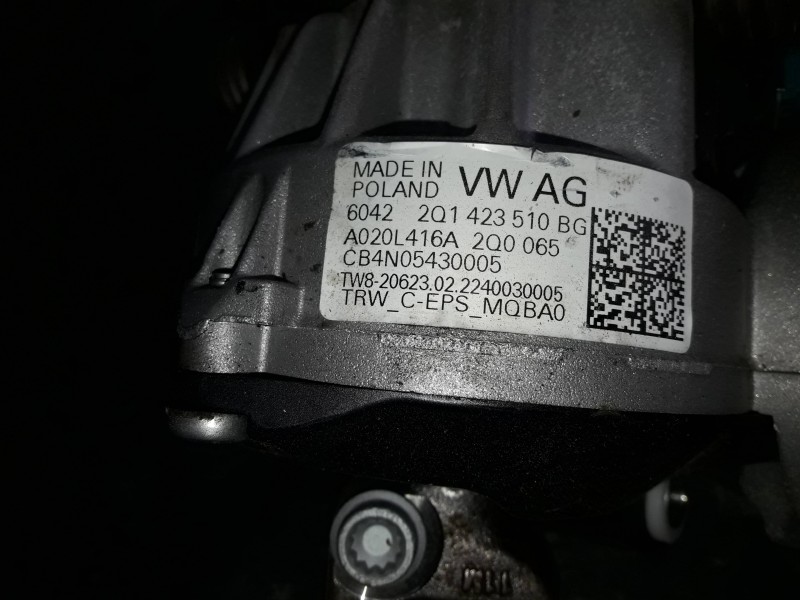 MADE IN
POLAND VW AG
6042 2Q1 423 510 BG
A020L416A 2Q0 065
CB4N05430005
TW8-20623.02.2240030005
TRW_C-EPS_MQBA0